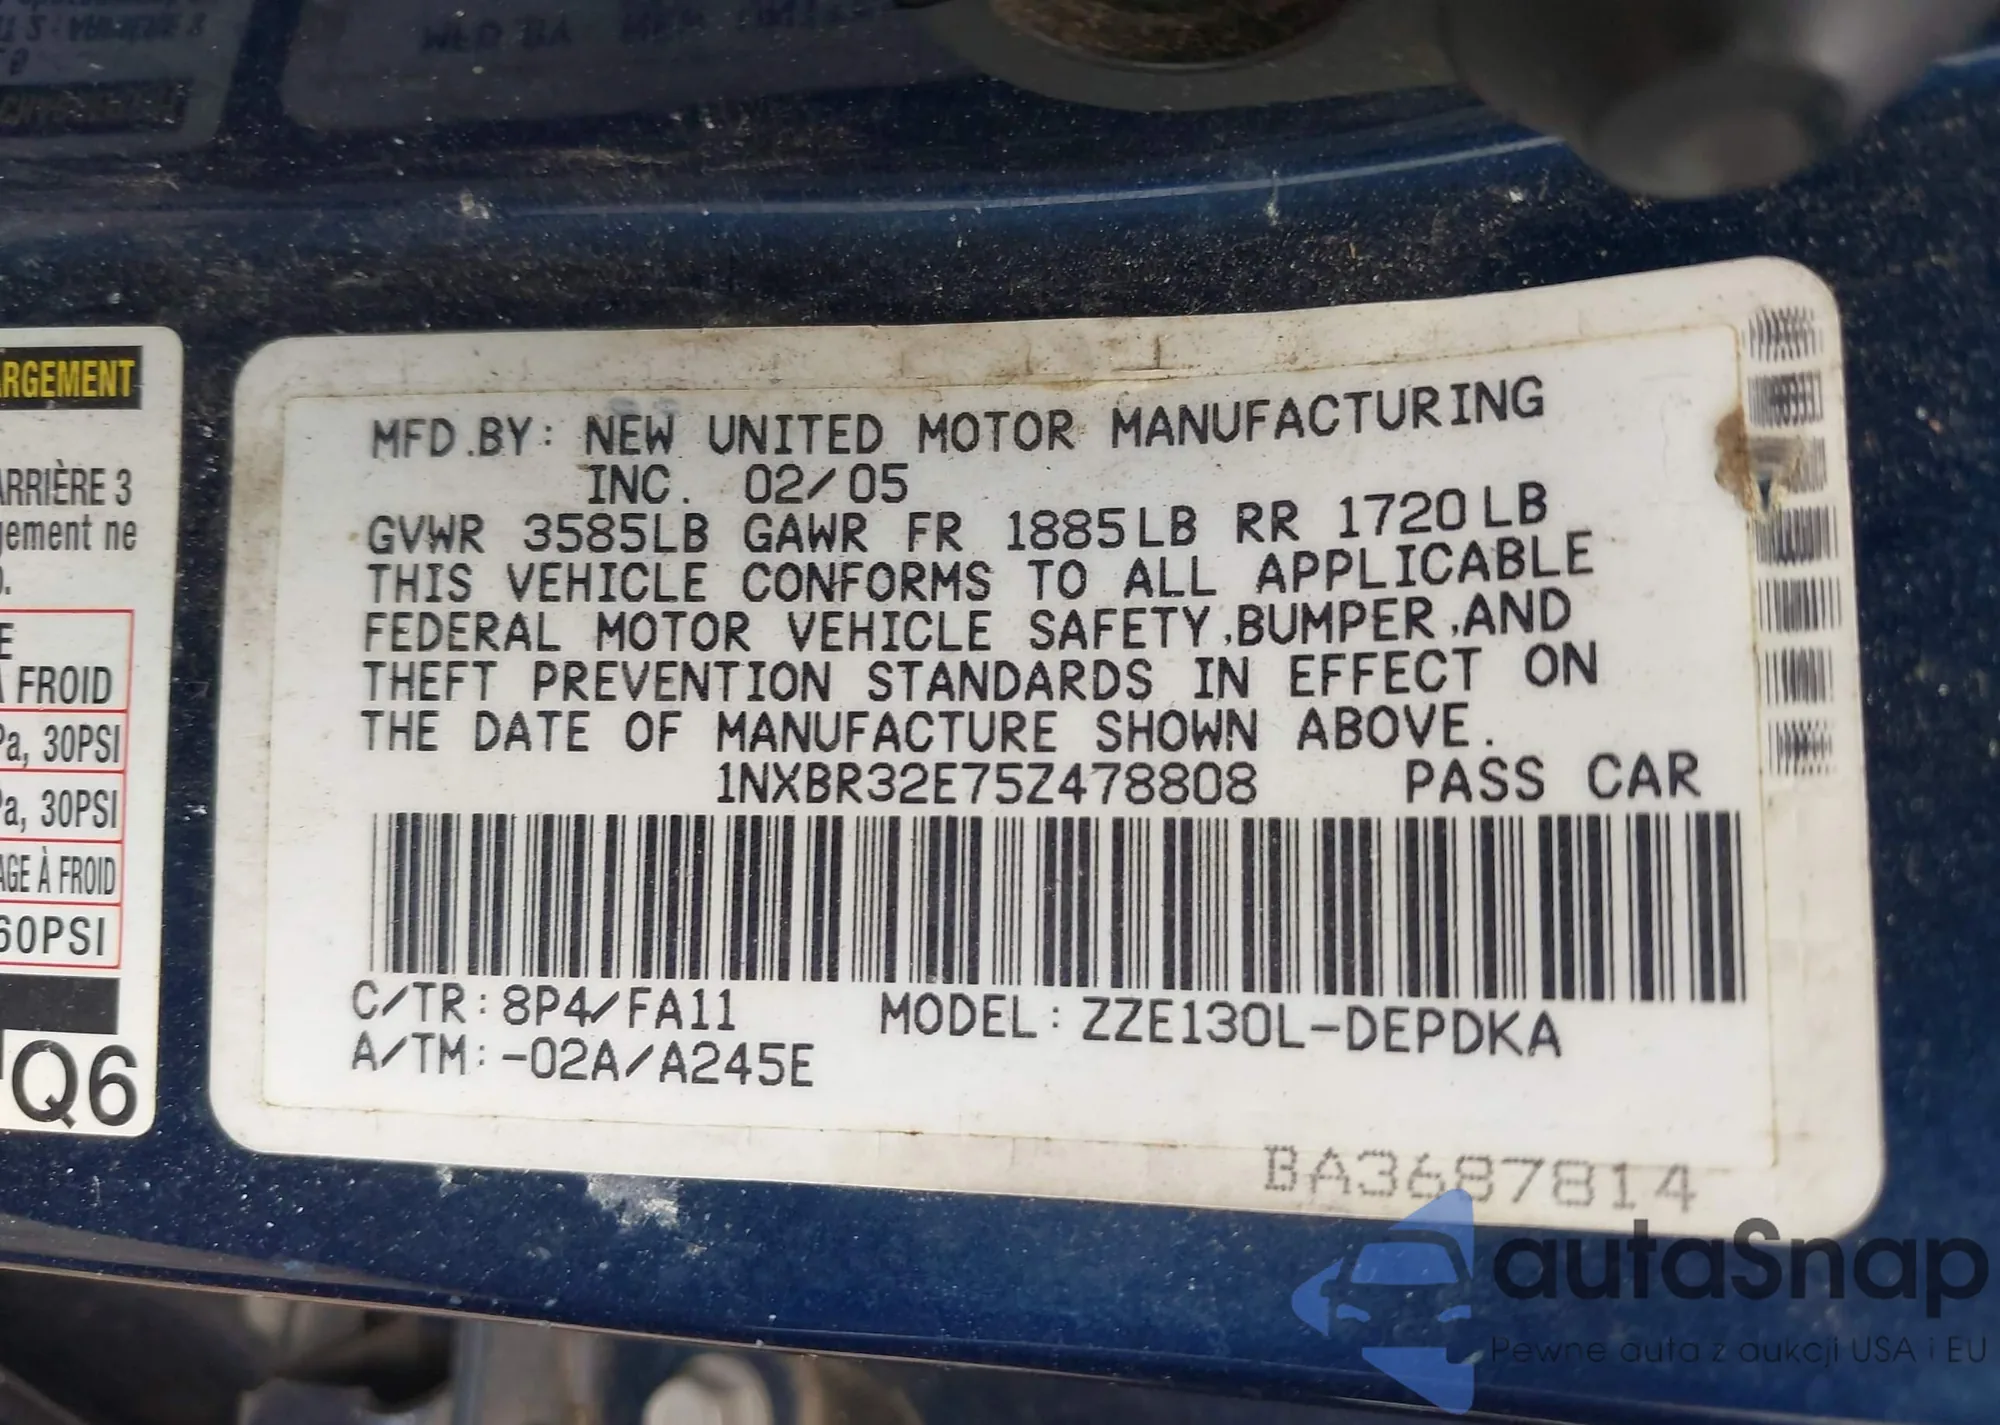 RGEMENT
ARRIÈRE 3
gement ne
FROID
Pa, 30PSI
Pa, 30PSI
AGE À FROID
60PSI
Q6
MFD.BY: NEW UNITED MOTOR MANUFACTURING
INC. 02/05
GVWR 3585LB GAWR FR 1885LB RR 1720LB
THIS VEHICLE CONFORMS TO ALL APPLICABLE
FEDERAL MOTOR VEHICLE SAFETY,BUMPER,AND
THEFT PREVENTION STANDARDS IN EFFECT ON
THE DATE OF MANUFACTURE SHOWN ABOVE.
1NXBR32E75Z478808 PASS CAR
C/TR: 8P4/FA11 MODEL: ZZE130L-DEPDKA
A/TM: -02A/A245E
BA3687814
autaSnap
Pewne auta z aukcji USA i EU